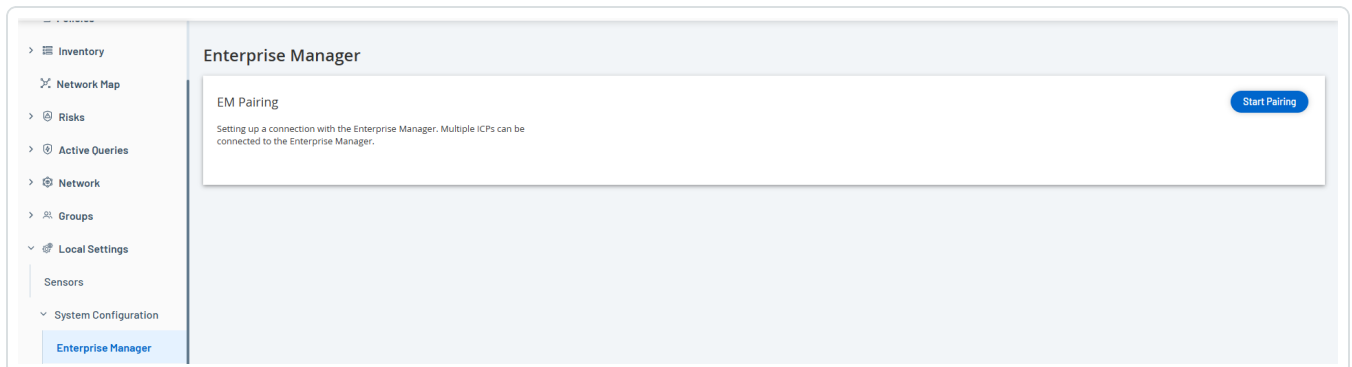 Inventory
Network Map
Risks
Active Queries
Network
Groups
Local Settings
Sensors
System Configuration
Enterprise Manager
Enterprise Manager
EM Pairing
Start Pairing
Setting up a connection with the Enterprise Manager. Multiple ICPs can be
connected to the Enterprise Manager.